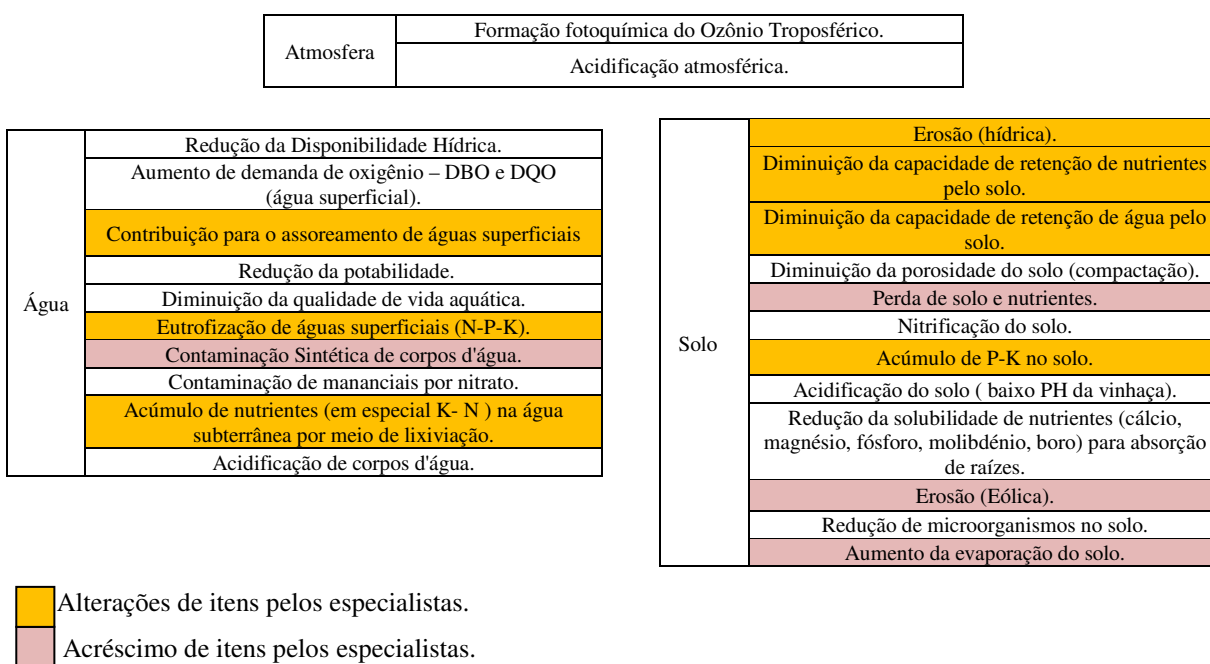 Atmosfera
Formação fotoquímica do Ozônio Troposférico.
Acidificação atmosférica.
Água
Redução da Disponibilidade Hídrica.
Aumento de demanda de oxigênio – DBO e DQO
(água superficial).
Contribuição para o assoreamento de águas superficiais
Redução da potabilidade.
Diminuição da qualidade de vida aquática.
Eutrofização de águas superficiais (N-P-K).
Contaminação Sintética de corpos d'água.
Contaminação de mananciais por nitrato.
Acúmulo de nutrientes (em especial K- N ) na água
subterrânea por meio de lixiviação.
Acidificação de corpos d'água.
Solo
Erosão (hídrica).
Diminuição da capacidade de retenção de nutrientes
pelo solo.
Diminuição da capacidade de retenção de água pelo
solo.
Diminuição da porosidade do solo (compactação).
Perda de solo e nutrientes.
Nitrificação do solo.
Acúmulo de P-K no solo.
Acidificação do solo ( baixo PH da vinhaça).
Redução da solubilidade de nutrientes (cálcio,
magnésio, fósforo, molibdénio, boro) para absorção
de raízes.
Erosão (Eólica).
Redução de microorganismos no solo.
Aumento da evaporação do solo.
Alterações de itens pelos especialistas.
Acréscimo de itens pelos especialistas.